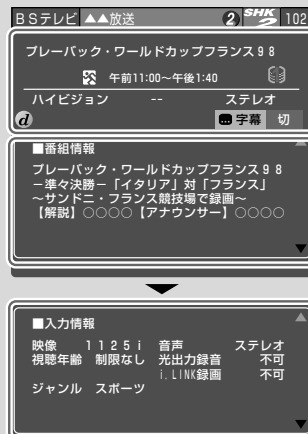 BSテレビ ▲▲放送 2 SHK2 102
プレーバック・ワールドカップフランス98
午前11:00〜午後1:40
ハイビジョン -- ステレオ
d 字幕 切
■番組情報
プレーバック・ワールドカップフランス98
−準々決勝−「イタリア」対「フランス」
〜サンドニ・フランス競技場で録画〜
【解説】○○○○【アナウンサー】○○○○
■入力情報
映像 1125i 音声 ステレオ
視聴年齢 制限なし 光出力録音 不可
i.LINK録画 不可
ジャンル スポーツ